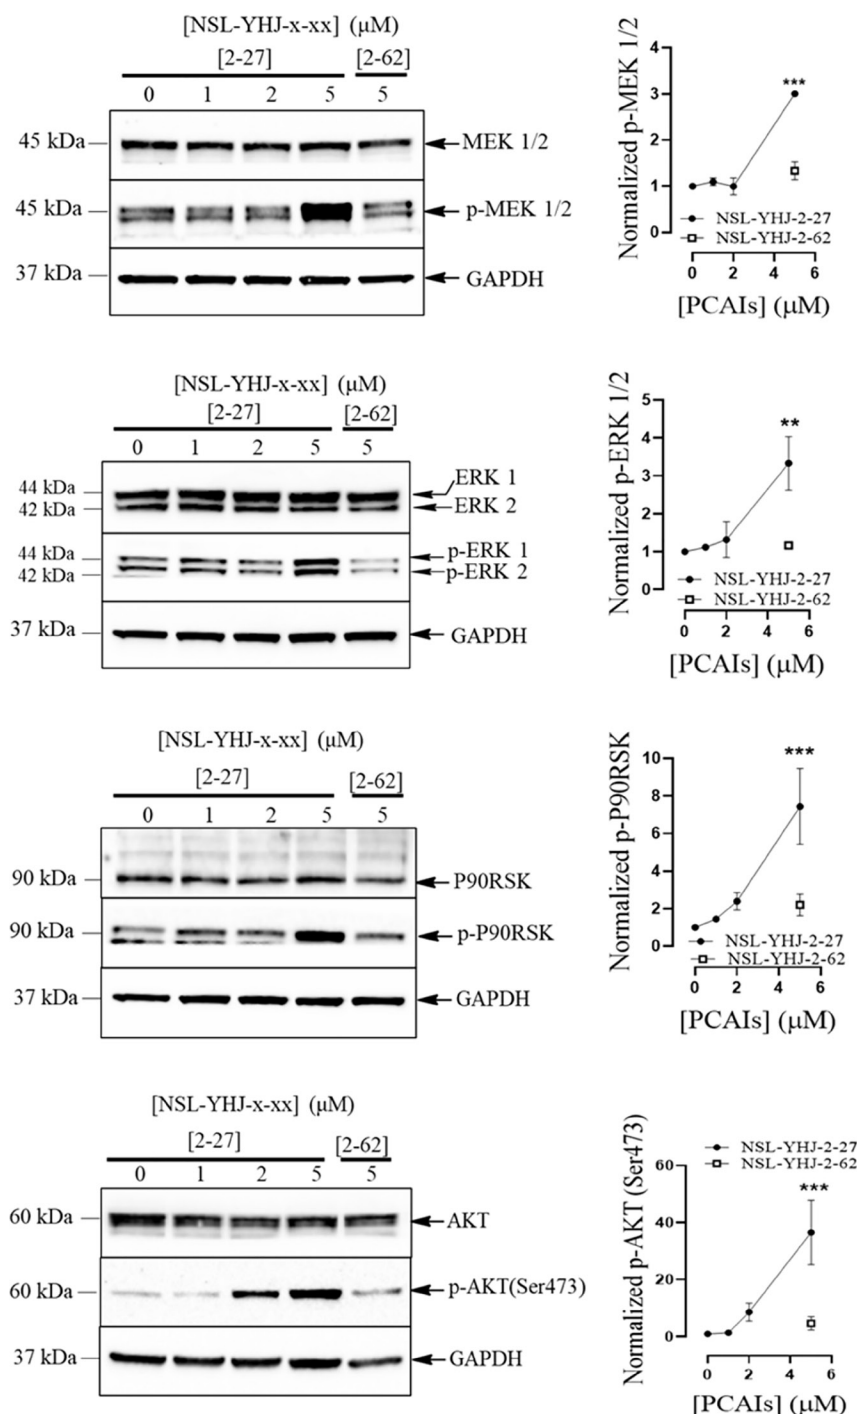 [NSL-YHJ-x-xx] (μM)
[2-27] [2-62]
0 1 2 5 5
45 kDa MEK 1/2
45 kDa p-MEK 1/2
37 kDa GAPDH
Normalized p-MEK 1/2
4
3
2
1
0
***
NSL-YHJ-2-27
NSL-YHJ-2-62
0 2 4 6
[PCAIs] (μM)
[NSL-YHJ-x-xx] (μM)
[2-27] [2-62]
0 1 2 5 5
44 kDa ERK 1
42 kDa ERK 2
44 kDa p-ERK 1
42 kDa p-ERK 2
37 kDa GAPDH
Normalized p-ERK 1/2
5
4
3
2
1
0
**
NSL-YHJ-2-27
NSL-YHJ-2-62
0 2 4 6
[PCAIs] (μM)
[NSL-YHJ-x-xx] (μM)
[2-27] [2-62]
0 1 2 5 5
90 kDa P90RSK
90 kDa p-P90RSK
37 kDa GAPDH
Normalized p-P90RSK
10
8
6
4
2
0
***
NSL-YHJ-2-27
NSL-YHJ-2-62
0 2 4 6
[PCAIs] (μM)
[NSL-YHJ-x-xx] (μM)
[2-27] [2-62]
0 1 2 5 5
60 kDa AKT
60 kDa p-AKT(Ser473)
37 kDa GAPDH
Normalized p-AKT (Ser473)
NSL-YHJ-2-27
NSL-YHJ-2-62
60
40
20
0
***
0 2 4 6
[PCAIs] (μM)